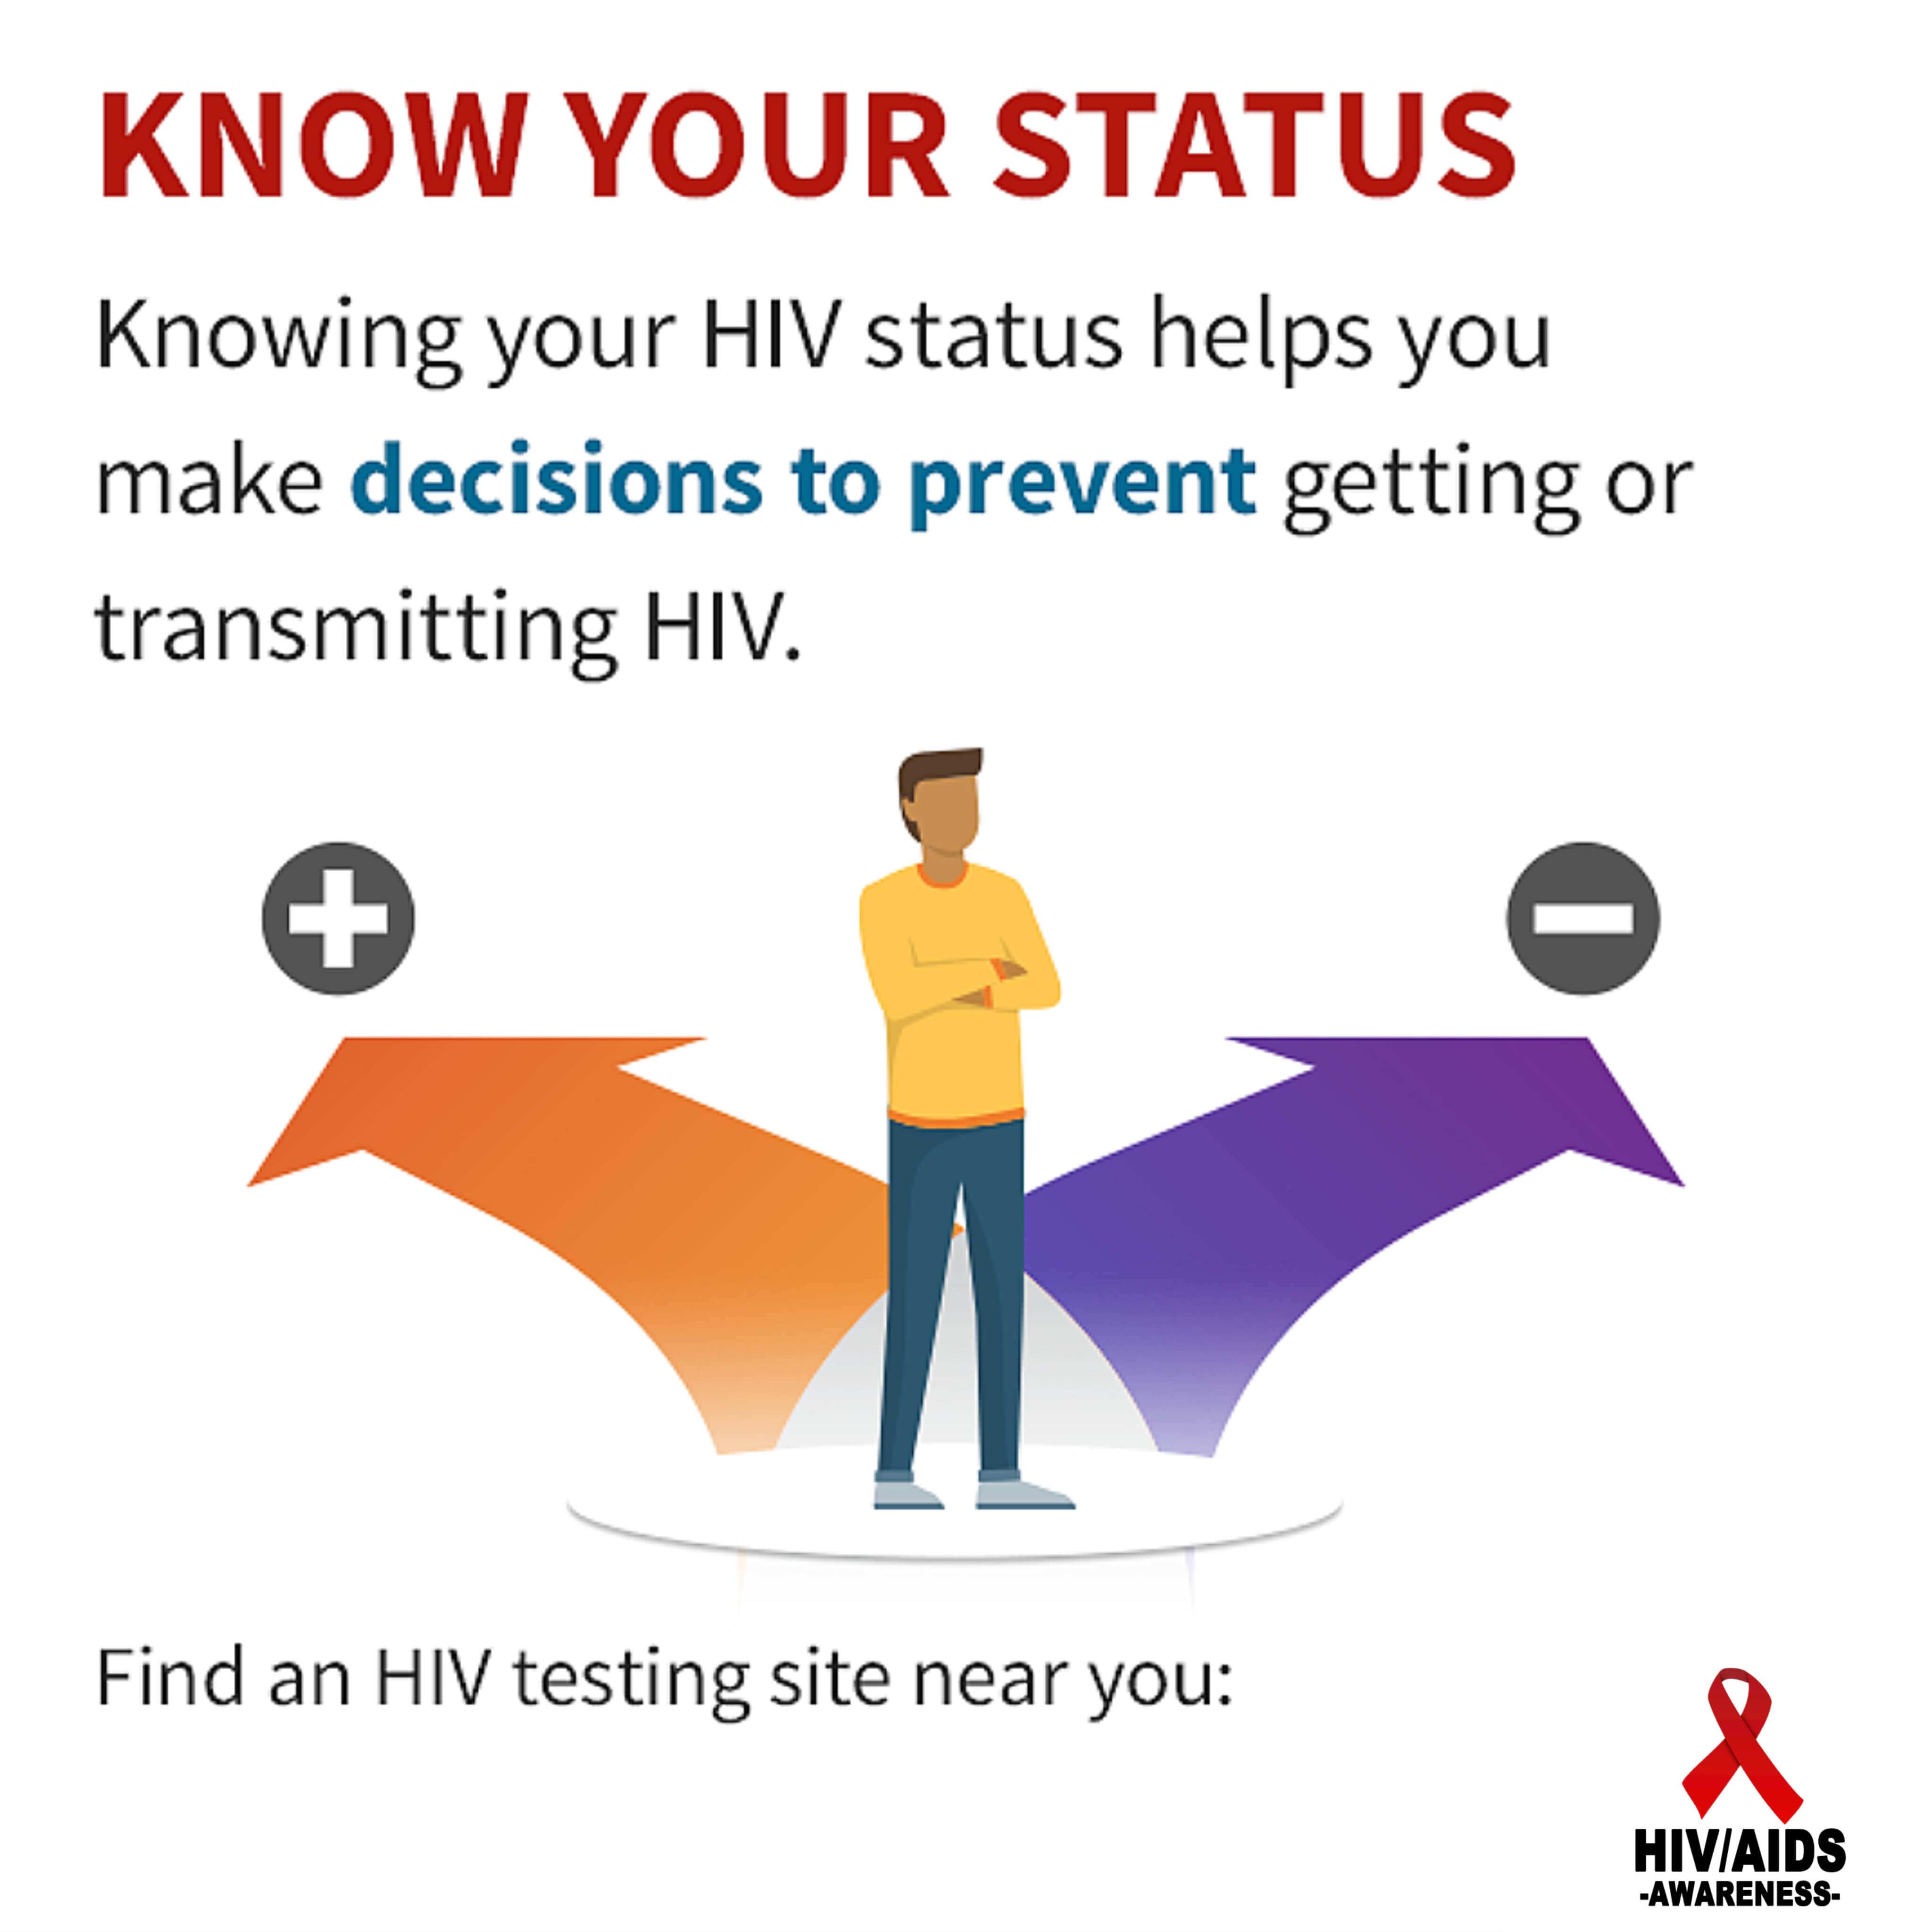 KNOW YOUR STATUS
Knowing your HIV status helps you
make decisions to prevent getting or
transmitting HIV.
Find an HIV testing site near you:
HIV/AIDS
-AWARENESS-